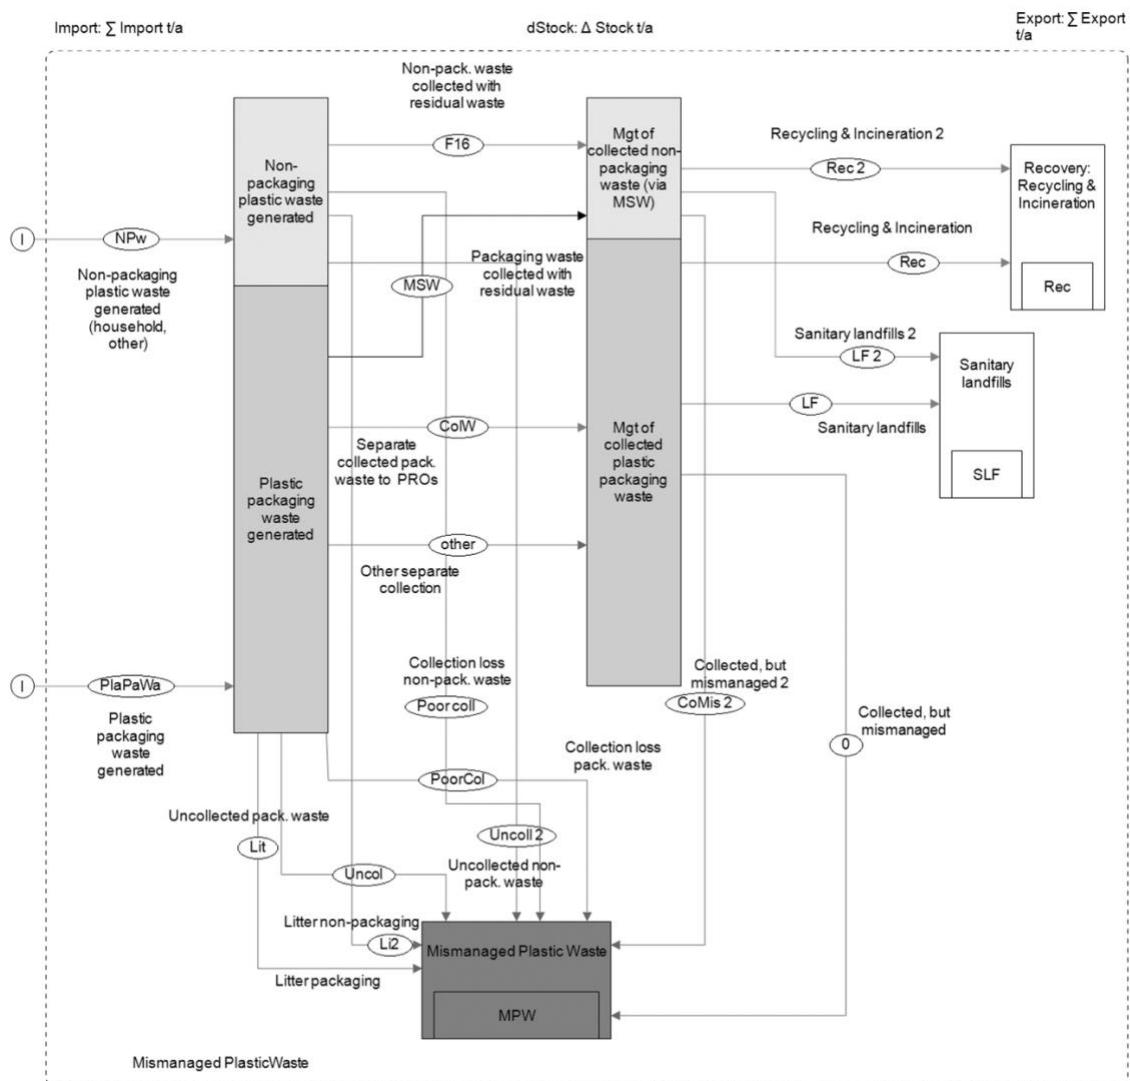 Import: ∑ Import t/a
dStock: Δ Stock t/a
Export: ∑ Export
t/a
Non-pack. waste
collected with
residual waste
F16
Non-
packaging
plastic waste
generated
Mgt of
collected non-
packaging
waste (via
MSW)
Recycling & Incineration 2
Rec 2
Recovery:
Recycling &
Incineration
Rec
I
NPw
Non-packaging
plastic waste
generated
(household,
other)
MSW
Packaging waste
collected with
residual waste
Recycling & Incineration
Rec
Sanitary landfills 2
LF 2
LF
Sanitary landfills
Sanitary
landfills
SLF
ColW
Separate
collected pack.
waste to PROs
Plastic
packaging
waste
generated
Mgt of
collected
plastic
packaging
waste
other
Other separate
collection
I
PlaPaWa
Plastic
packaging
waste
generated
Collection loss
non-pack. waste
Poor coll
Collected, but
mismanaged 2
CoMis 2
Collected, but
mismanaged
0
Collection loss
pack. waste
PoorCol
Uncollected pack. waste
Lit
Uncol
Uncoll 2
Uncollected non-
pack. waste
Litter non-packaging
Li2
Litter packaging
Mismanaged Plastic Waste
MPW
Mismanaged PlasticWaste